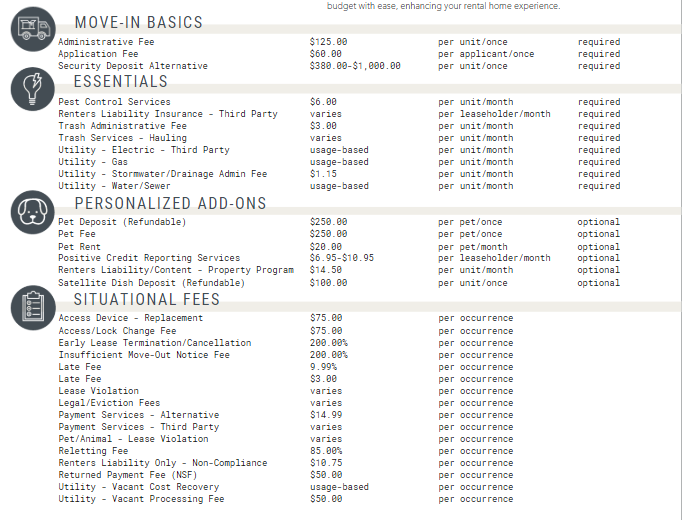 budget with ease, enhancing your rental home experience.
MOVE-IN BASICS
Administrative Fee $125.00 per unit/once required
Application Fee $60.00 per applicant/once required
Security Deposit Alternative $380.00-$1,000.00 per unit/once required
ESSENTIALS
Pest Control Services $6.00 per unit/month required
Renters Liability Insurance - Third Party varies per leaseholder/month required
Trash Administrative Fee $3.00 per unit/month required
Trash Services - Hauling varies per unit/month required
Utility - Electric - Third Party usage-based per unit/month required
Utility - Gas usage-based per unit/month required
Utility - Stormwater/Drainage Admin Fee $1.15 per unit/month required
Utility - Water/Sewer usage-based per unit/month required
PERSONALIZED ADD-ONS
Pet Deposit (Refundable) $250.00 per pet/once optional
Pet Fee $250.00 per pet/once optional
Pet Rent $20.00 per pet/month optional
Positive Credit Reporting Services $6.95-$10.95 per leaseholder/month optional
Renters Liability/Content - Property Program $14.50 per unit/month optional
Satellite Dish Deposit (Refundable) $100.00 per unit/once optional
SITUATIONAL FEES
Access Device - Replacement $75.00 per occurrence
Access/Lock Change Fee $75.00 per occurrence
Early Lease Termination/Cancellation 200.00% per occurrence
Insufficient Move-Out Notice Fee 200.00% per occurrence
Late Fee 9.99% per occurrence
Late Fee $3.00 per occurrence
Lease Violation varies per occurrence
Legal/Eviction Fees varies per occurrence
Payment Services - Alternative $14.99 per occurrence
Payment Services - Third Party varies per occurrence
Pet/Animal - Lease Violation varies per occurrence
Reletting Fee 85.00% per occurrence
Renters Liability Only - Non-Compliance $10.75 per occurrence
Returned Payment Fee (NSF) $50.00 per occurrence
Utility - Vacant Cost Recovery usage-based per occurrence
Utility - Vacant Processing Fee $50.00 per occurrence